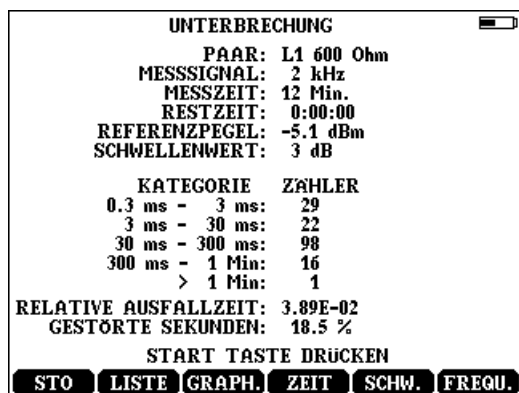 UNTERBRECHUNG
PAAR: L1 600 Ohm
MESSSIGNAL: 2 kHz
MESSZEIT: 12 Min.
RESTZEIT: 0:00:00
REFERENZPEGEL: -5.1 dBm
SCHWELLENWERT: 3 dB
KATEGORIE ZÄHLER
0.3 ms - 3 ms: 29
3 ms - 30 ms: 22
30 ms - 300 ms: 98
300 ms - 1 Min: 16
> 1 Min: 1
RELATIVE AUSFALLZEIT: 3.89E-02
GESTÖRTE SEKUNDEN: 18.5 %
START TASTE DRÜCKEN
STO LISTE GRAPH. ZEIT SCHW. FREQU.